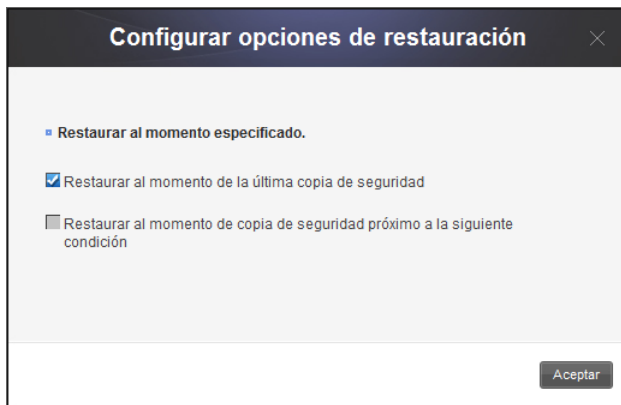 Configurar opciones de restauración
Restaurar al momento especificado.
Restaurar al momento de la última copia de seguridad
Restaurar al momento de copia de seguridad próximo a la siguiente
condición
Aceptar